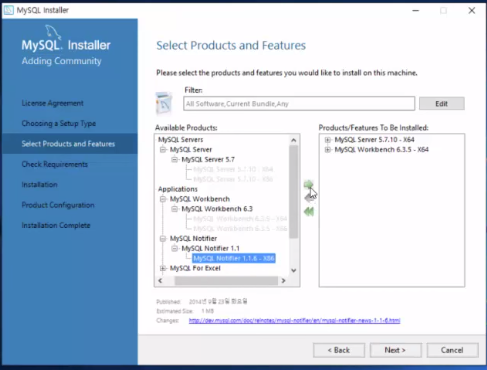 MySQL Installer
MySQL Installer
Adding Community
License Agreement
Choosing a Setup Type
Select Products and Features
Check Requirements
Installation
Product Configuration
Installation Complete
Select Products and Features
Please select the products and features you would like to install on this machine.
Filter:
All Software,Current Bundle,Any
Edit
Available Products:
MySQL Servers
MySQL Server
MySQL Server 5.7
MySQL Server 5.7.10 - X64
MySQL Server 5.7.10 - X86
Applications
MySQL Workbench
MySQL Workbench 6.3
MySQL Workbench 6.3.5 - X64
MySQL Workbench 6.3.5 - X86
MySQL Notifier
MySQL Notifier 1.1
MySQL Notifier 1.1.6 - X86
MySQL For Excel
Products/Features To Be Installed:
MySQL Server 5.7.10 - X64
MySQL Workbench 6.3.5 - X64
Published: 2014년 9월 23일 화요일
Estimated Size: 1 MB
Changes: http://dev.mysql.com/doc/relnotes/mysql-notifier/en/mysql-notifier-news-1-1-6.html
< Back
Next >
Cancel